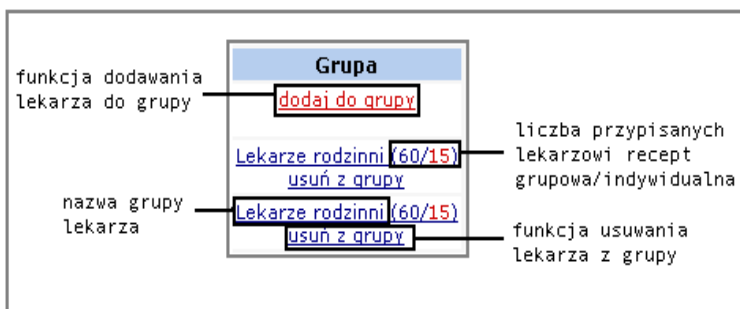 Grupa
funkcja dodawania
lekarza do grupy
dodaj do grupy
liczba przypisanych
lekarzowi recept
grupowa/indywidualna
Lekarze rodzinni (60/15)
usuń z grupy
nazwa grupy
lekarza
Lekarze rodzinni (60/15)
usuń z grupy
funkcja usuwania
lekarza z grupy